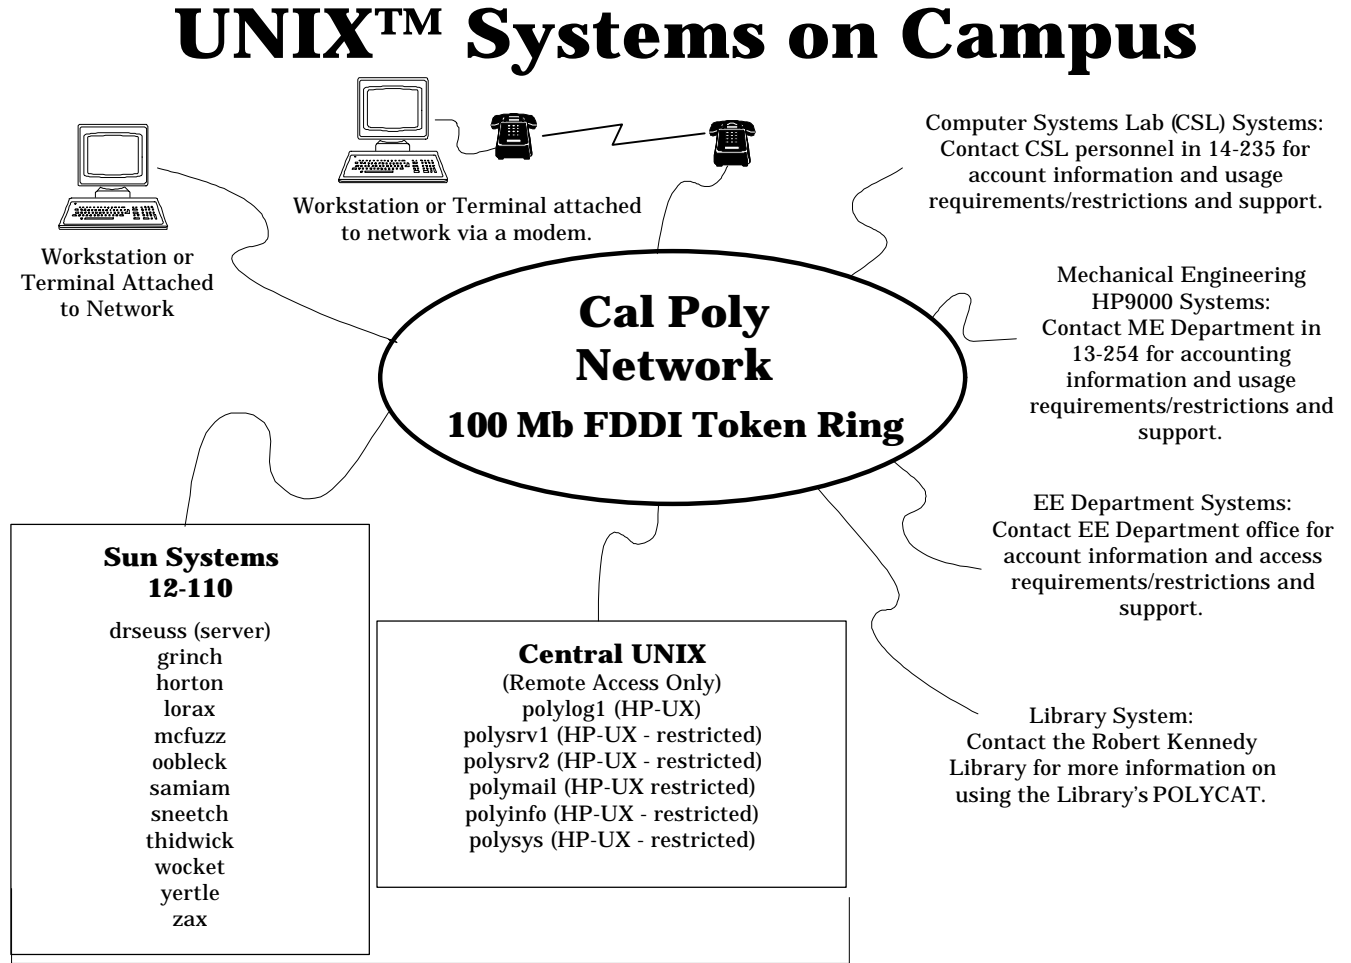 UNIX™ Systems on Campus
Workstation or
Terminal Attached
to Network
Workstation or Terminal attached
to network via a modem.
Computer Systems Lab (CSL) Systems:
Contact CSL personnel in 14-235 for
account information and usage
requirements/restrictions and support.
Mechanical Engineering
HP9000 Systems:
Contact ME Department in
13-254 for accounting
information and usage
requirements/restrictions and
support.
Cal Poly
Network
100 Mb FDDI Token Ring
EE Department Systems:
Contact EE Department office for
account information and access
requirements/restrictions and
support.
Sun Systems
12-110
drseuss (server)
grinch
horton
lorax
mcfuzz
oobleck
samiam
sneetch
thidwick
wocket
yertle
zax
Central UNIX
(Remote Access Only)
polylog1 (HP-UX)
polysrv1 (HP-UX - restricted)
polysrv2 (HP-UX - restricted)
polymail (HP-UX restricted)
polyinfo (HP-UX - restricted)
polysys (HP-UX - restricted)
Library System:
Contact the Robert Kennedy
Library for more information on
using the Library's POLYCAT.